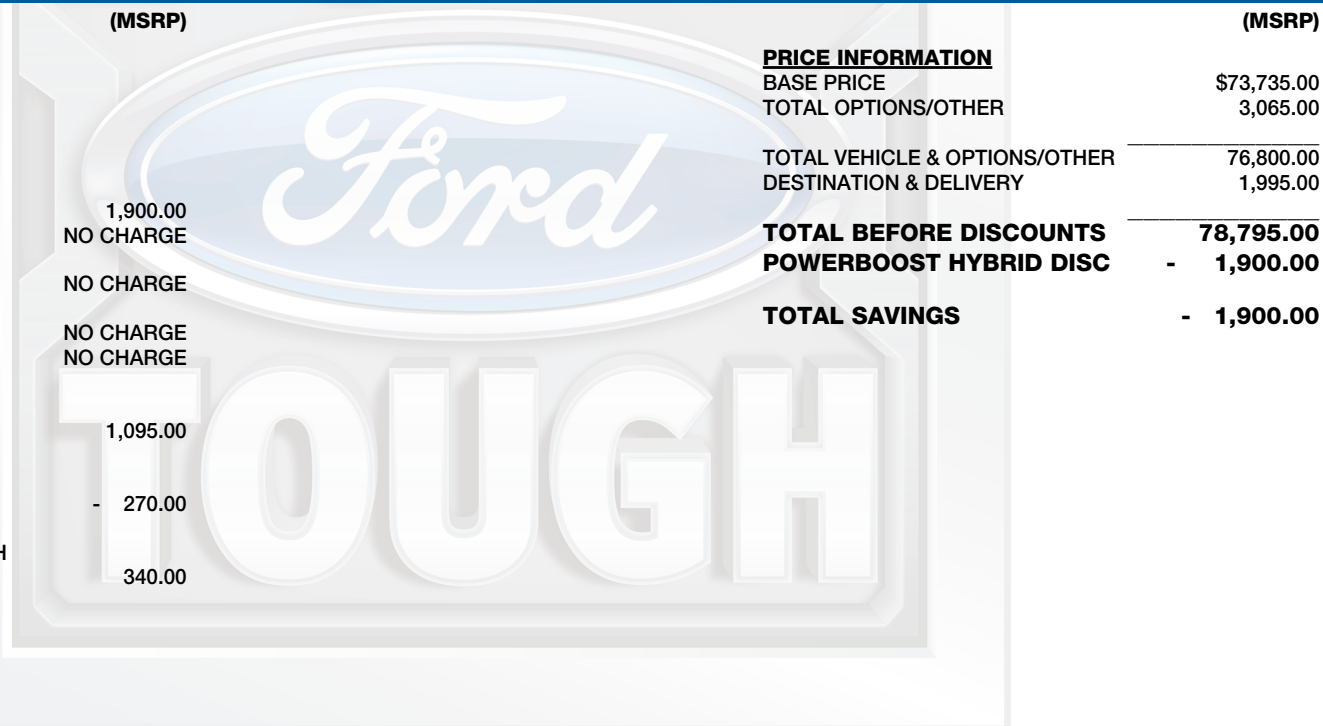 (MSRP)
1,900.00
NO CHARGE
NO CHARGE
NO CHARGE
NO CHARGE
1,095.00
- 270.00
H
340.00
Ford
TOUGH
(MSRP)
PRICE INFORMATION
BASE PRICE $73,735.00
TOTAL OPTIONS/OTHER 3,065.00
TOTAL VEHICLE & OPTIONS/OTHER 76,800.00
DESTINATION & DELIVERY 1,995.00
TOTAL BEFORE DISCOUNTS 78,795.00
POWERBOOST HYBRID DISC - 1,900.00
TOTAL SAVINGS - 1,900.00